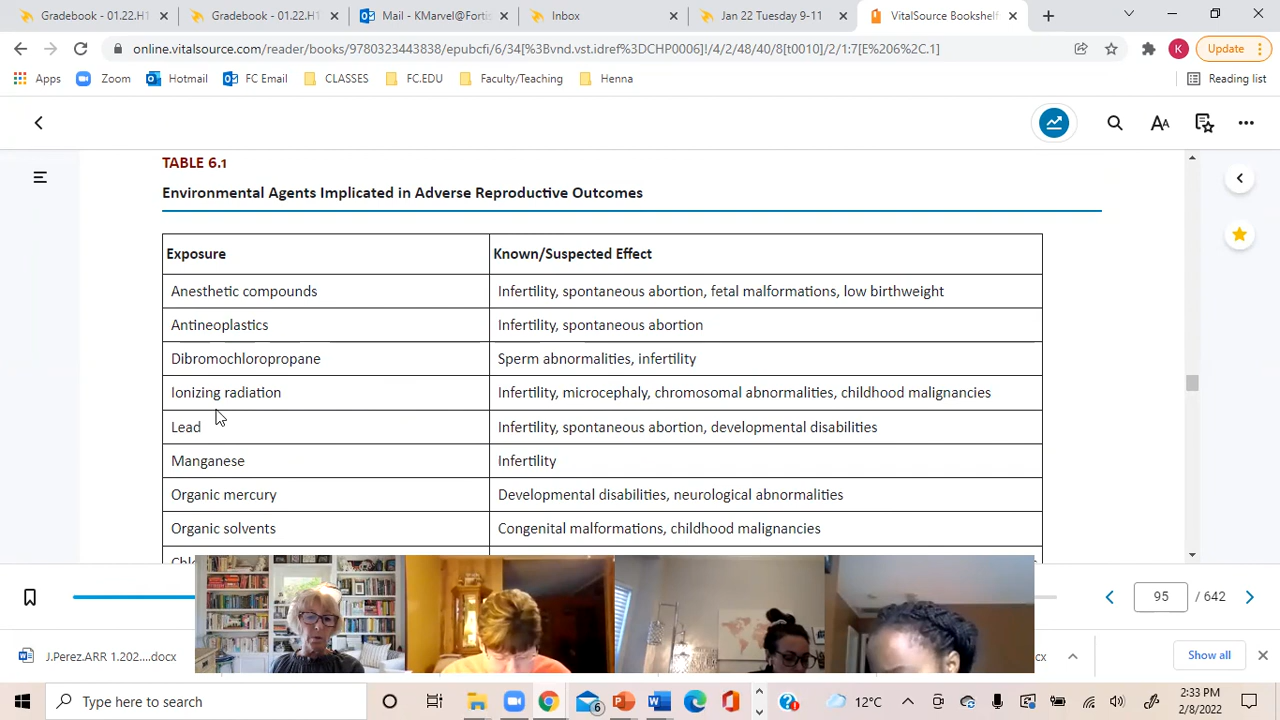 Gradebook - 01.22.H1
Gradebook - 01.22.H1
Mail - KMarvel@Fortis
Inbox
Jan 22 Tuesday 9-11
VitalSource Bookshelf
online.vitalsource.com/reader/books/9780323443838/epubcfi/6/34[%3Bvnd.vst.idref%3DCHP0006]!/4/2/48/40/8[t0010]/2/1:7[E%206%2C.1]
K
Update
Apps
Zoom
Hotmail
FC Email
CLASSES
FC.EDU
Faculty/Teaching
Henna
Reading list
AA
TABLE 6.1
Environmental Agents Implicated in Adverse Reproductive Outcomes
Exposure Known/Suspected Effect
Anesthetic compounds Infertility, spontaneous abortion, fetal malformations, low birthweight
Antineoplastics Infertility, spontaneous abortion
Dibromochloropropane Sperm abnormalities, infertility
Ionizing radiation Infertility, microcephaly, chromosomal abnormalities, childhood malignancies
Lead Infertility, spontaneous abortion, developmental disabilities
Manganese Infertility
Organic mercury Developmental disabilities, neurological abnormalities
Organic solvents Congenital malformations, childhood malignancies
95 / 642
J.Perez.ARR 1.202....docx
cx
Show all
Type here to search
6
12°C
2:33 PM
2/8/2022